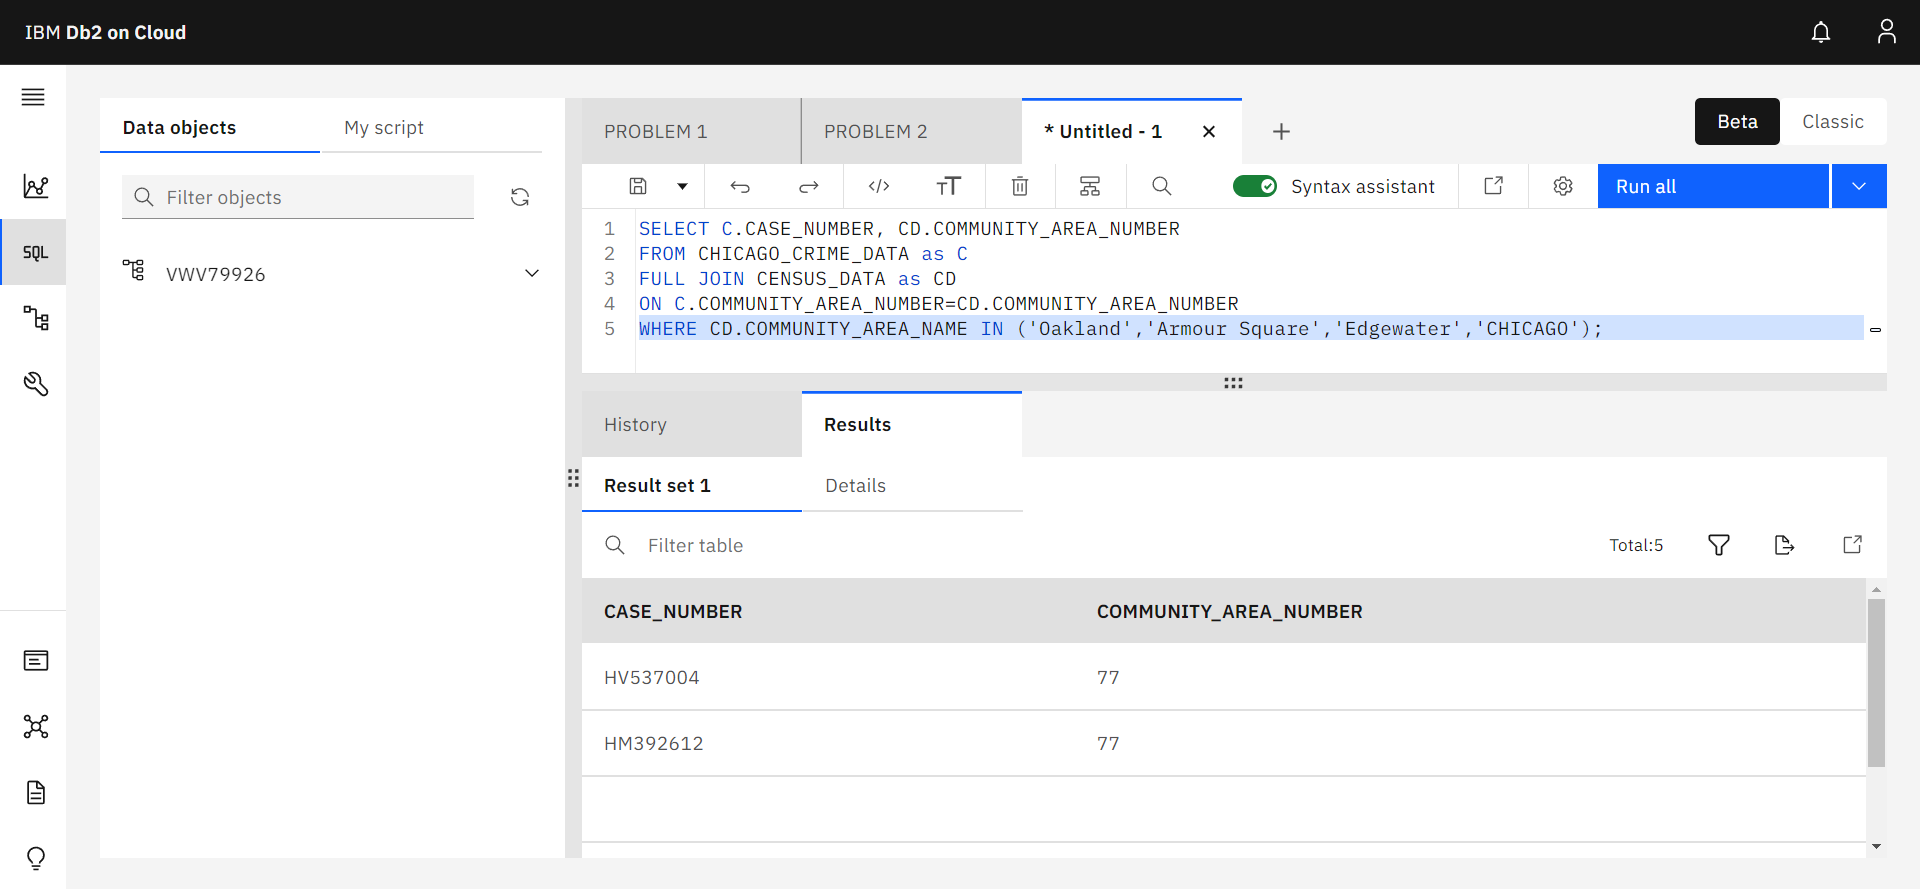 IBM Db2 on Cloud
Data objects
My script
Filter objects
SQL
VWV79926
PROBLEM 1
PROBLEM 2
* Untitled - 1
Beta
Classic
Syntax assistant
Run all
1 SELECT C.CASE_NUMBER, CD.COMMUNITY_AREA_NUMBER
2 FROM CHICAGO_CRIME_DATA as C
3 FULL JOIN CENSUS_DATA as CD
4 ON C.COMMUNITY_AREA_NUMBER=CD.COMMUNITY_AREA_NUMBER
5 WHERE CD.COMMUNITY_AREA_NAME IN ('Oakland','Armour Square','Edgewater','CHICAGO');
History
Results
Result set 1
Details
Filter table
Total:5
CASE_NUMBER COMMUNITY_AREA_NUMBER
HV537004 77
HM392612 77